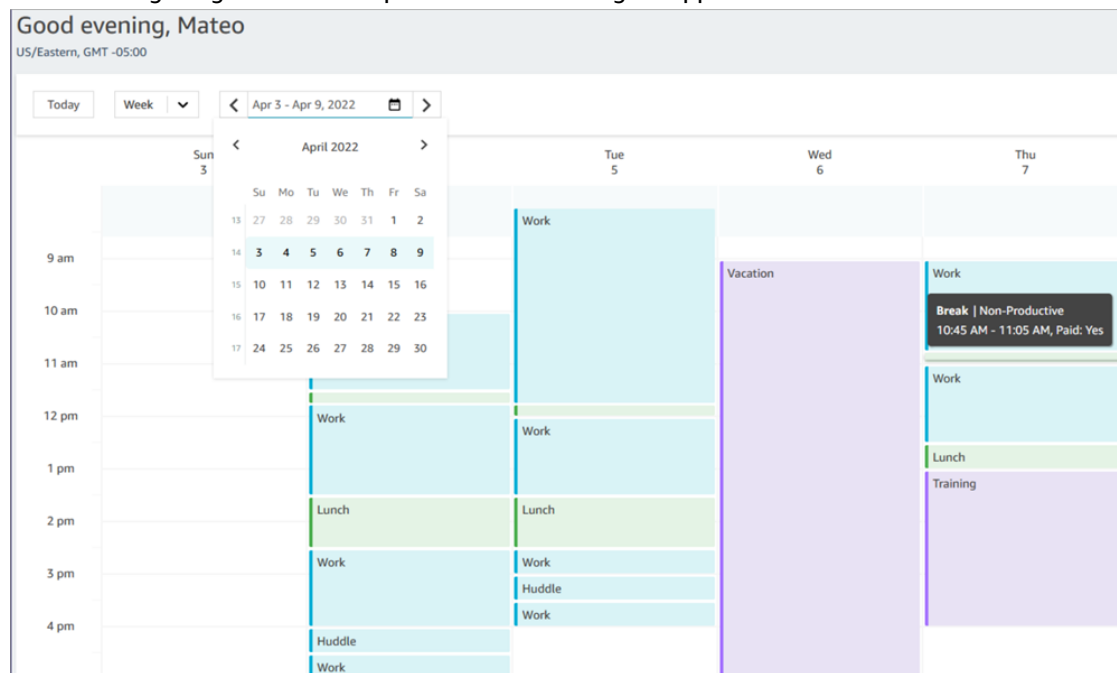 Good evening, Mateo
US/Eastern, GMT -05:00
Today
Week
Apr 3 - Apr 9, 2022
April 2022
Su Mo Tu We Th Fr Sa
13 27 28 29 30 31 1 2
14 3 4 5 6 7 8 9
15 10 11 12 13 14 15 16
16 17 18 19 20 21 22 23
17 24 25 26 27 28 29 30
Sun
3
Tue
5
Wed
6
Thu
7
9 am
10 am
11 am
12 pm
1 pm
2 pm
3 pm
4 pm
Work
Lunch
Work
Huddle
Work
Work
Work
Lunch
Work
Huddle
Work
Vacation
Work
Break | Non-Productive
10:45 AM - 11:05 AM, Paid: Yes
Work
Lunch
Training